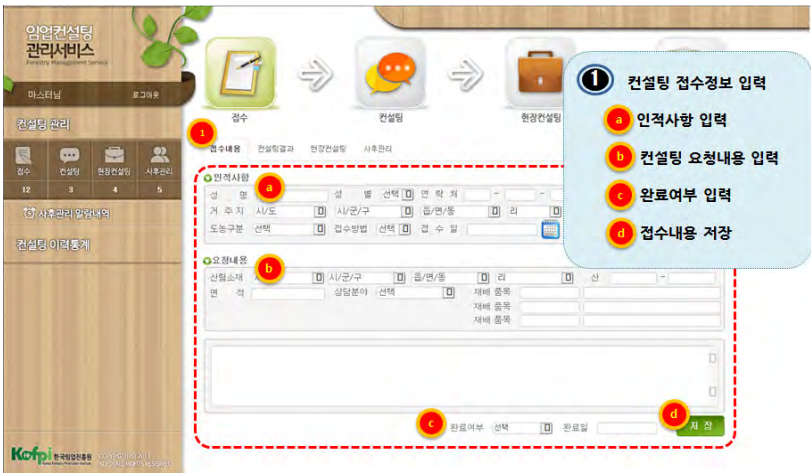 임업컨설팅
관리서비스
Forestry Management Service
마스터님 로그아웃
컨설팅 관리
접수 컨설팅 현장컨설팅 사후관리
12 3 4 5
사후관리 알람내역
컨설팅 이력통계
Kofpi 한국임업진흥원
접수 컨설팅 현장컨설팅
1
접수내용 컨설팅결과 현장컨설팅 사후관리
인적사항
a
성 명 성 별 선택 연 락 처 - -
거 주 지 시/도 시/군/구 읍/면/동 리
도농구분 선택 접수방법 선택 접 수 일
요청내용
b
산림소재 시/군/구 읍/면/동 리 산 -
면 적 상담분야 선택 재배 품목
재배 품목
재배 품목
c 완료여부 선택 완료일 d 저 장
1 컨설팅 접수정보 입력
a 인적사항 입력
b 컨설팅 요청내용 입력
c 완료여부 입력
d 접수내용 저장